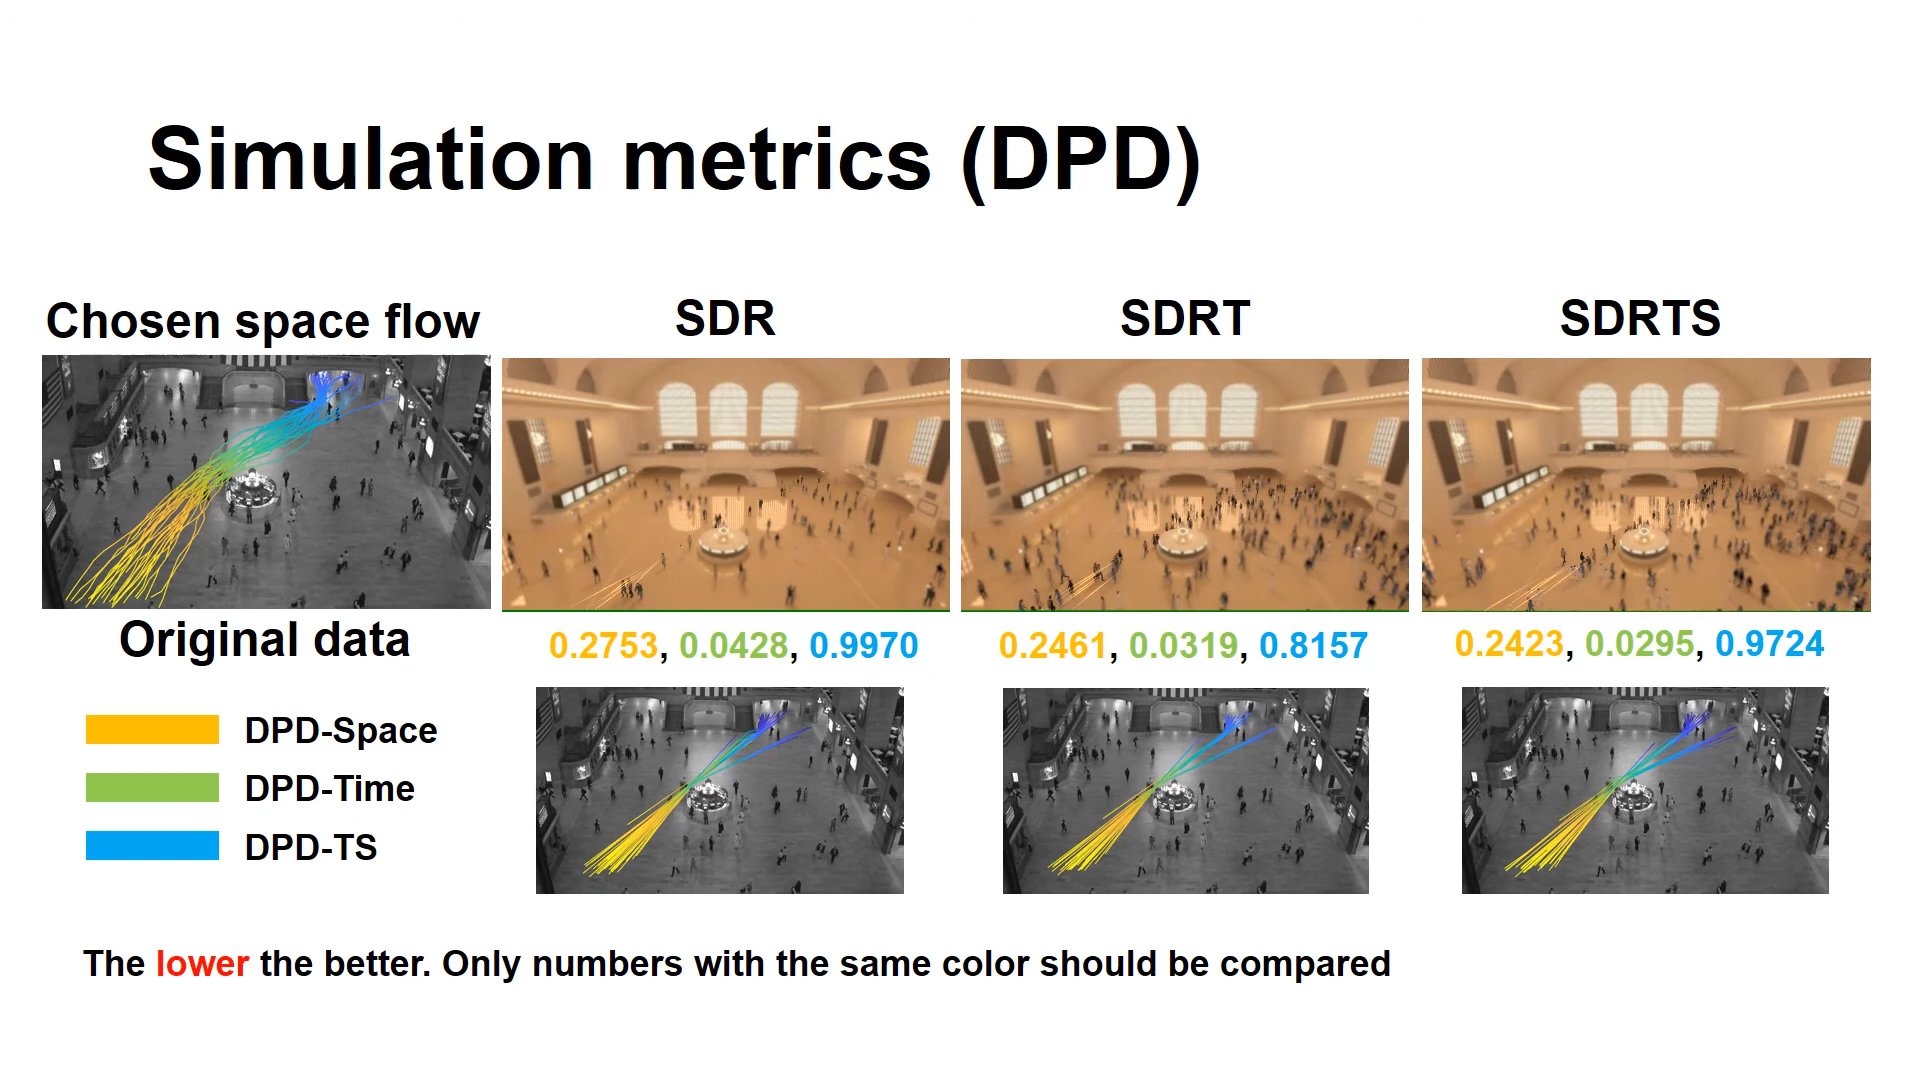 Simulation metrics (DPD)
Chosen space flow
SDR
SDRT
SDRTS
Original data
0.2753, 0.0428, 0.9970
0.2461, 0.0319, 0.8157
0.2423, 0.0295, 0.9724
DPD-Space
DPD-Time
DPD-TS
The lower the better. Only numbers with the same color should be compared